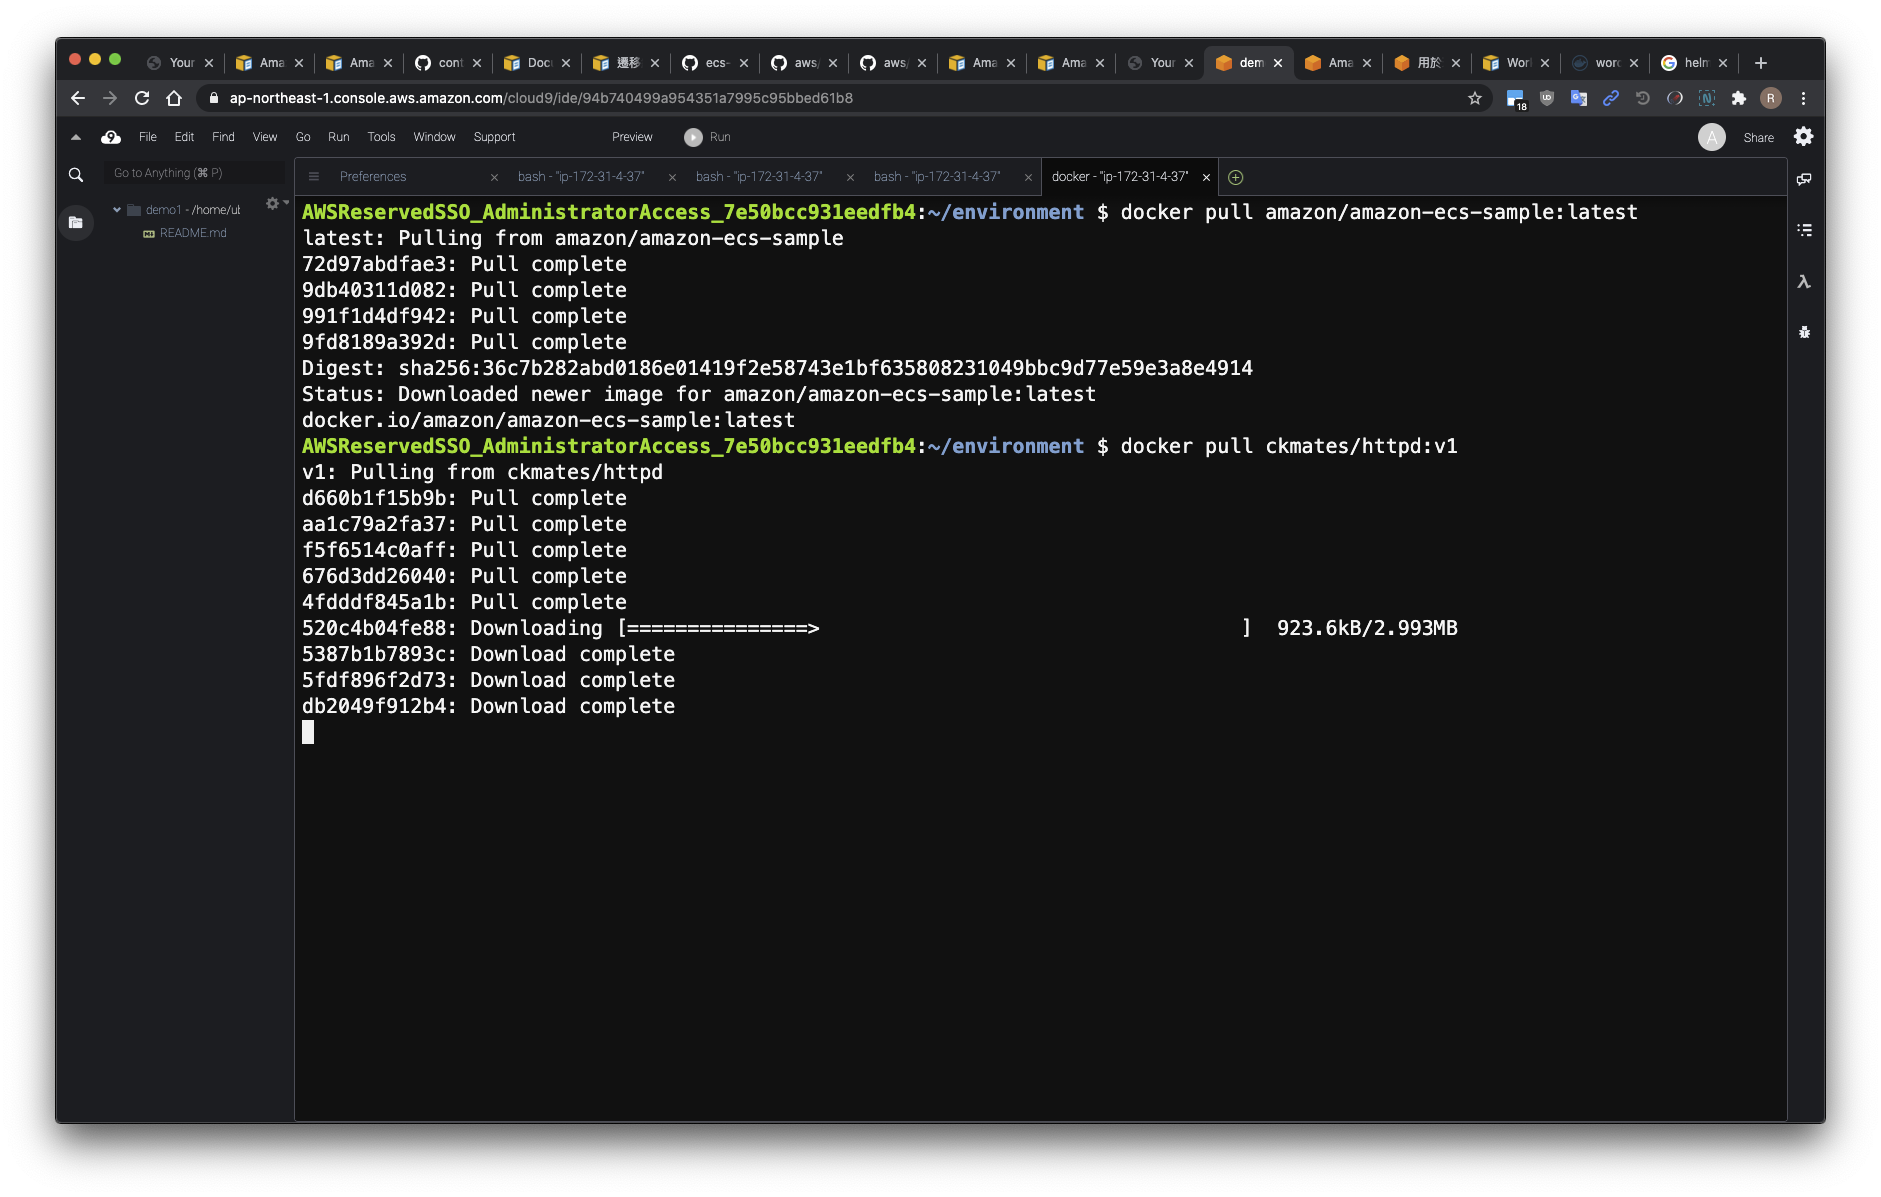 Your Ama Ama cont Docu 遷移 ecs- aws/ aws/ Ama Ama Your dem Ama 用於 Worl worc helm
ap-northeast-1.console.aws.amazon.com/cloud9/ide/94b740499a954351a7995c95bbed61b8
18
R
File Edit Find View Go Run Tools Window Support Preview Run
A
Share
Go to Anything (⌘ P)
Preferences bash - "ip-172-31-4-37" bash - "ip-172-31-4-37" bash - "ip-172-31-4-37" docker - "ip-172-31-4-37"
demo1 - /home/ub
README.md
AWSReservedSSO_AdministratorAccess_7e50bcc931eedfb4:~/environment $ docker pull amazon/amazon-ecs-sample:latest
latest: Pulling from amazon/amazon-ecs-sample
72d97abdfae3: Pull complete
9db40311d082: Pull complete
991f1d4df942: Pull complete
9fd8189a392d: Pull complete
Digest: sha256:36c7b282abd0186e01419f2e58743e1bf635808231049bbc9d77e59e3a8e4914
Status: Downloaded newer image for amazon/amazon-ecs-sample:latest
docker.io/amazon/amazon-ecs-sample:latest
AWSReservedSSO_AdministratorAccess_7e50bcc931eedfb4:~/environment $ docker pull ckmates/httpd:v1
v1: Pulling from ckmates/httpd
d660b1f15b9b: Pull complete
aa1c79a2fa37: Pull complete
f5f6514c0aff: Pull complete
676d3dd26040: Pull complete
4fdddf845a1b: Pull complete
520c4b04fe88: Downloading [===============> ] 923.6kB/2.993MB
5387b1b7893c: Download complete
5fdf896f2d73: Download complete
db2049f912b4: Download complete